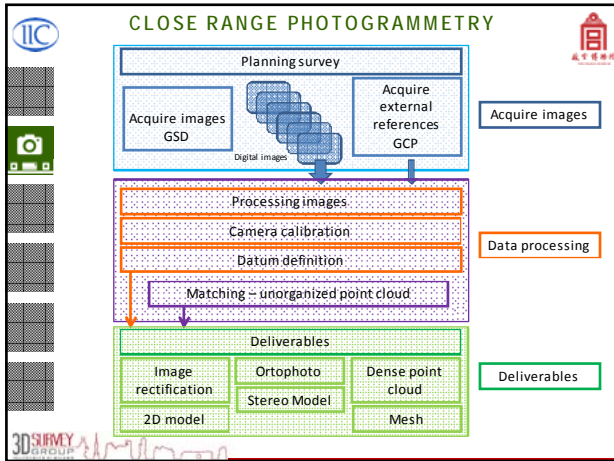 CLOSE RANGE PHOTOGRAMMETRY
IIC
Planning survey
Acquire images
GSD
Digital images
Acquire
external
references
GCP
Acquire images
Processing images
Camera calibration
Datum definition
Matching – unorganized point cloud
Data processing
Deliverables
Image
rectification
Ortophoto
Dense point
cloud
Stereo Model
2D model
Mesh
Deliverables
3D SURVEY
GROUP